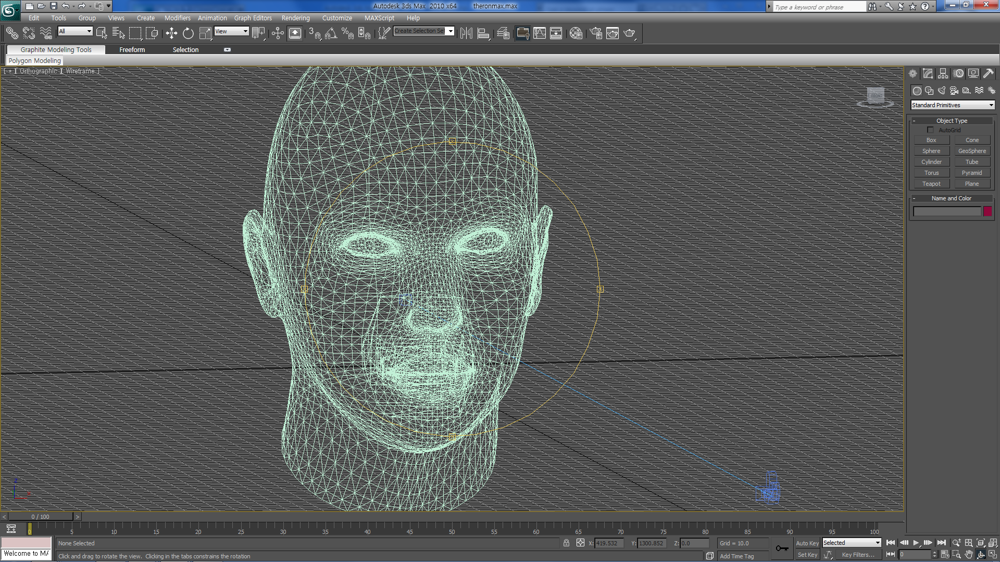 Autodesk 3ds Max 2010 x64 theronmax.max
Type a keyword or phrase
Edit Tools Group Views Create Modifiers Animation Graph Editors Rendering Customize MAXScript Help
All View 3 ABC Create Selection Set
Graphite Modeling Tools Freeform Selection
Polygon Modeling
[ + ] Orthographic ] Wireframe ]
Standard Primitives
- Object Type
AutoGrid
Box Cone
Sphere GeoSphere
Cylinder Tube
Torus Pyramid
Teapot Plane
- Name and Color
z
< 0 / 100 >
0 5 10 15 20 25 30 35 40 45 50 55 60 65 70 75 80 85 90 95 100
None Selected X: 419.532 Y: 1300.852 Z: 0.0 Grid = 10.0 Auto Key Selected
Welcome to MA Click and drag to rotate the view. Clicking in the tabs constrains the rotation Add Time Tag Set Key Key Filters... 0